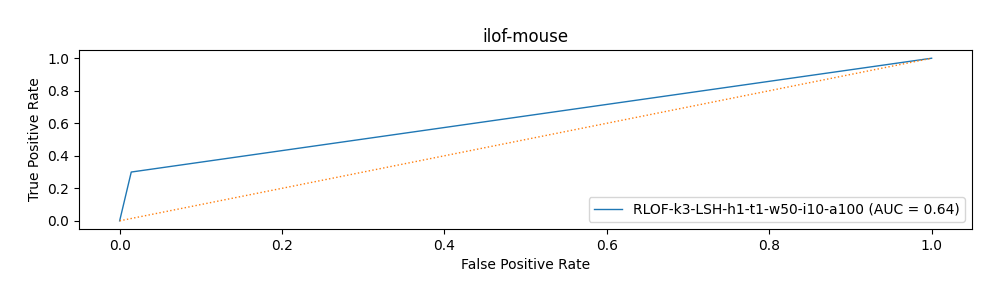 ilof-mouse
True Positive Rate
1.0
0.8
0.6
0.4
0.2
0.0
RLOF-k3-LSH-h1-t1-w50-i10-a100 (AUC = 0.64)
0.0 0.2 0.4 0.6 0.8 1.0
False Positive Rate